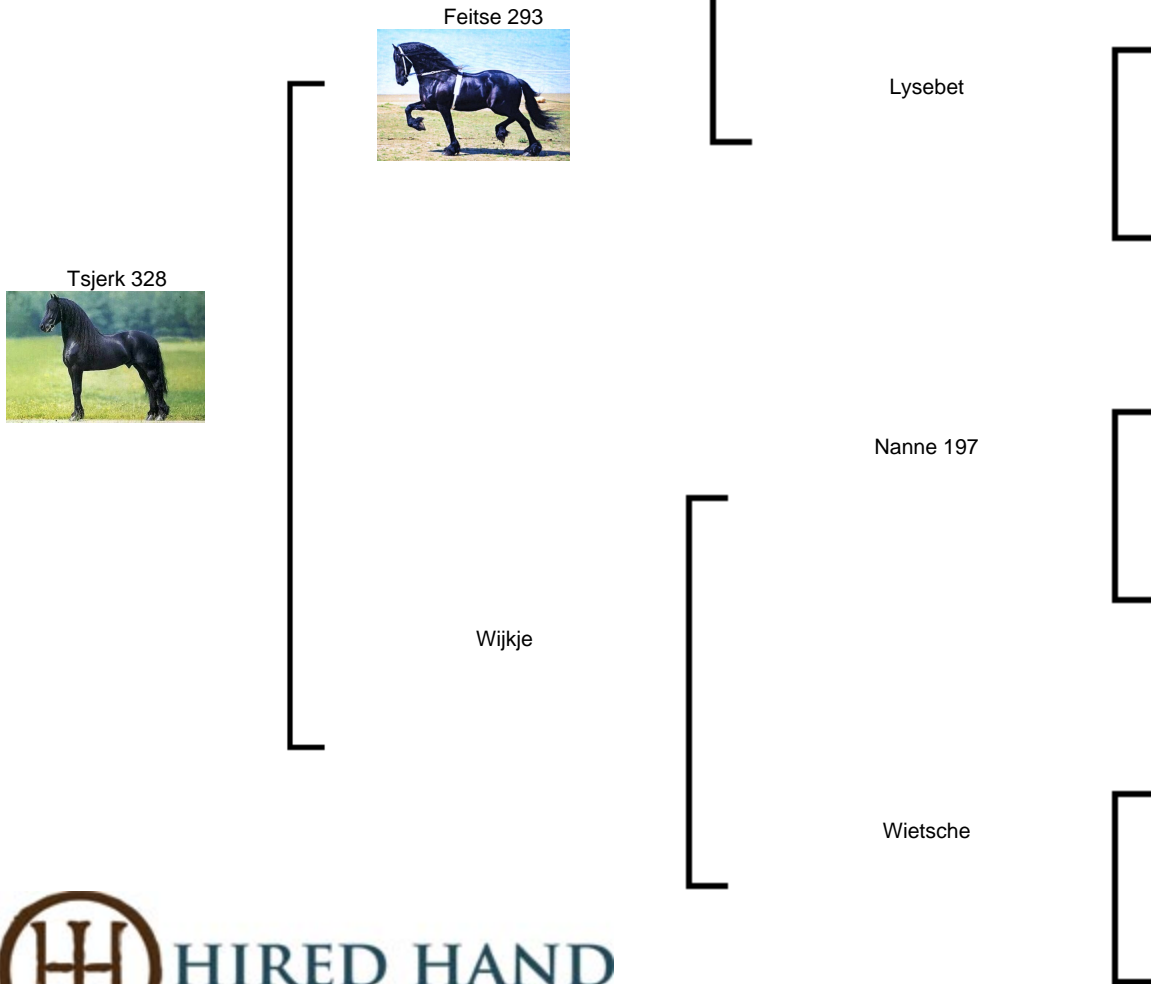 Feitse 293
Lysebet
Tsjerk 328
Nanne 197
Wijkje
Wietsche
HIRED HAND